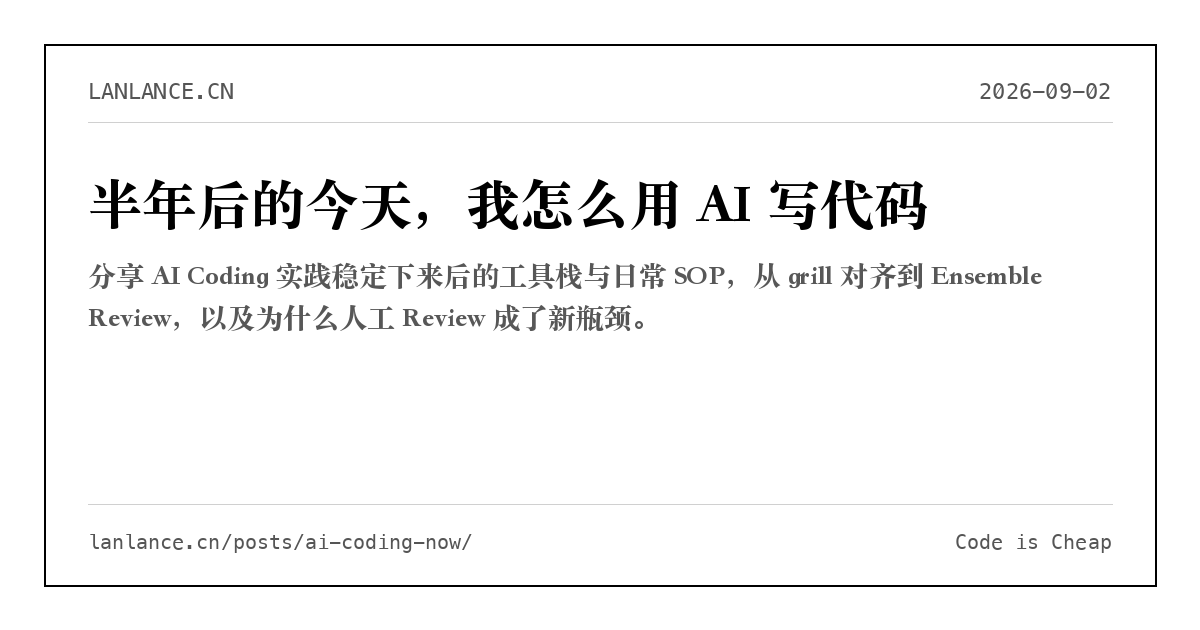 LANLANCE.CN
2026-09-02
半年后的今天，我怎么用 AI 写代码
分享 AI Coding 实践稳定下来后的工具栈与日常 SOP，从 grill 对齐到 Ensemble
Review，以及为什么人工 Review 成了新瓶颈。
lanlance.cn/posts/ai-coding-now/
Code is Cheap